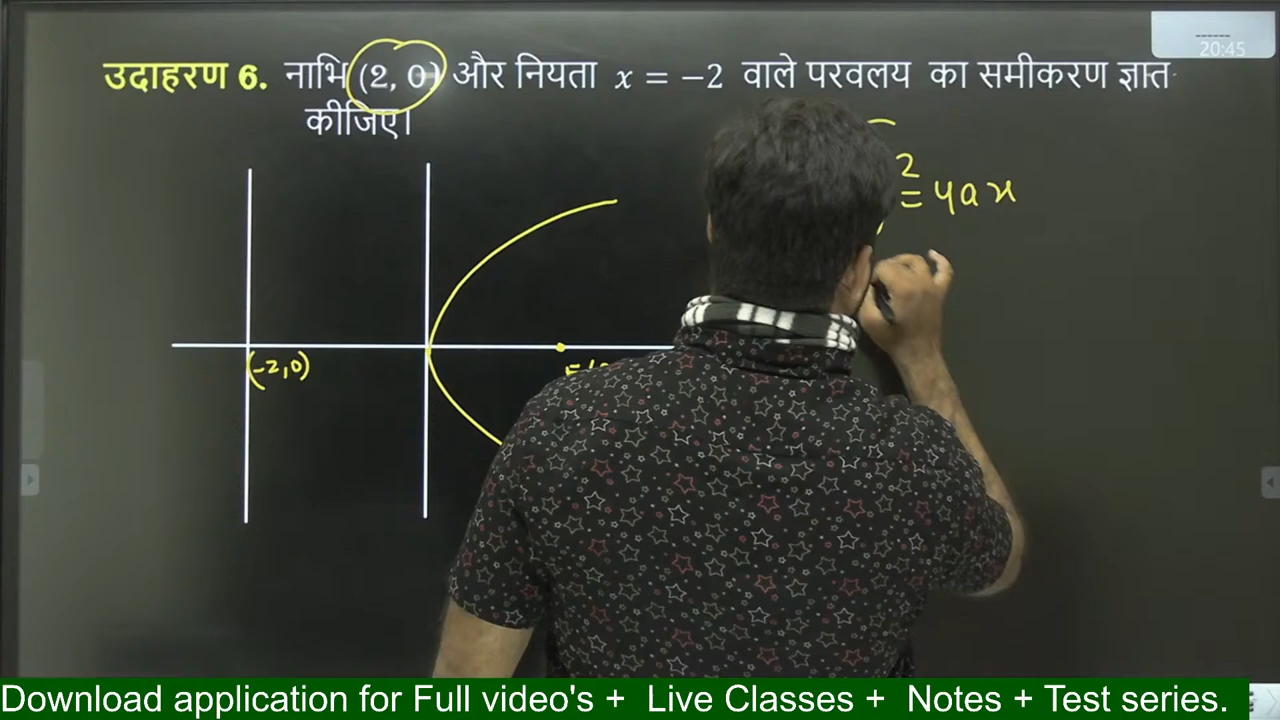 20:45
उदाहरण 6. नाभि (2, 0) और नियता x = −2 वाले परवलय का समीकरण ज्ञात
कीजिए।
2 = 4ax
(-2,0)
Download application for Full video's + Live Classes + Notes + Test series.